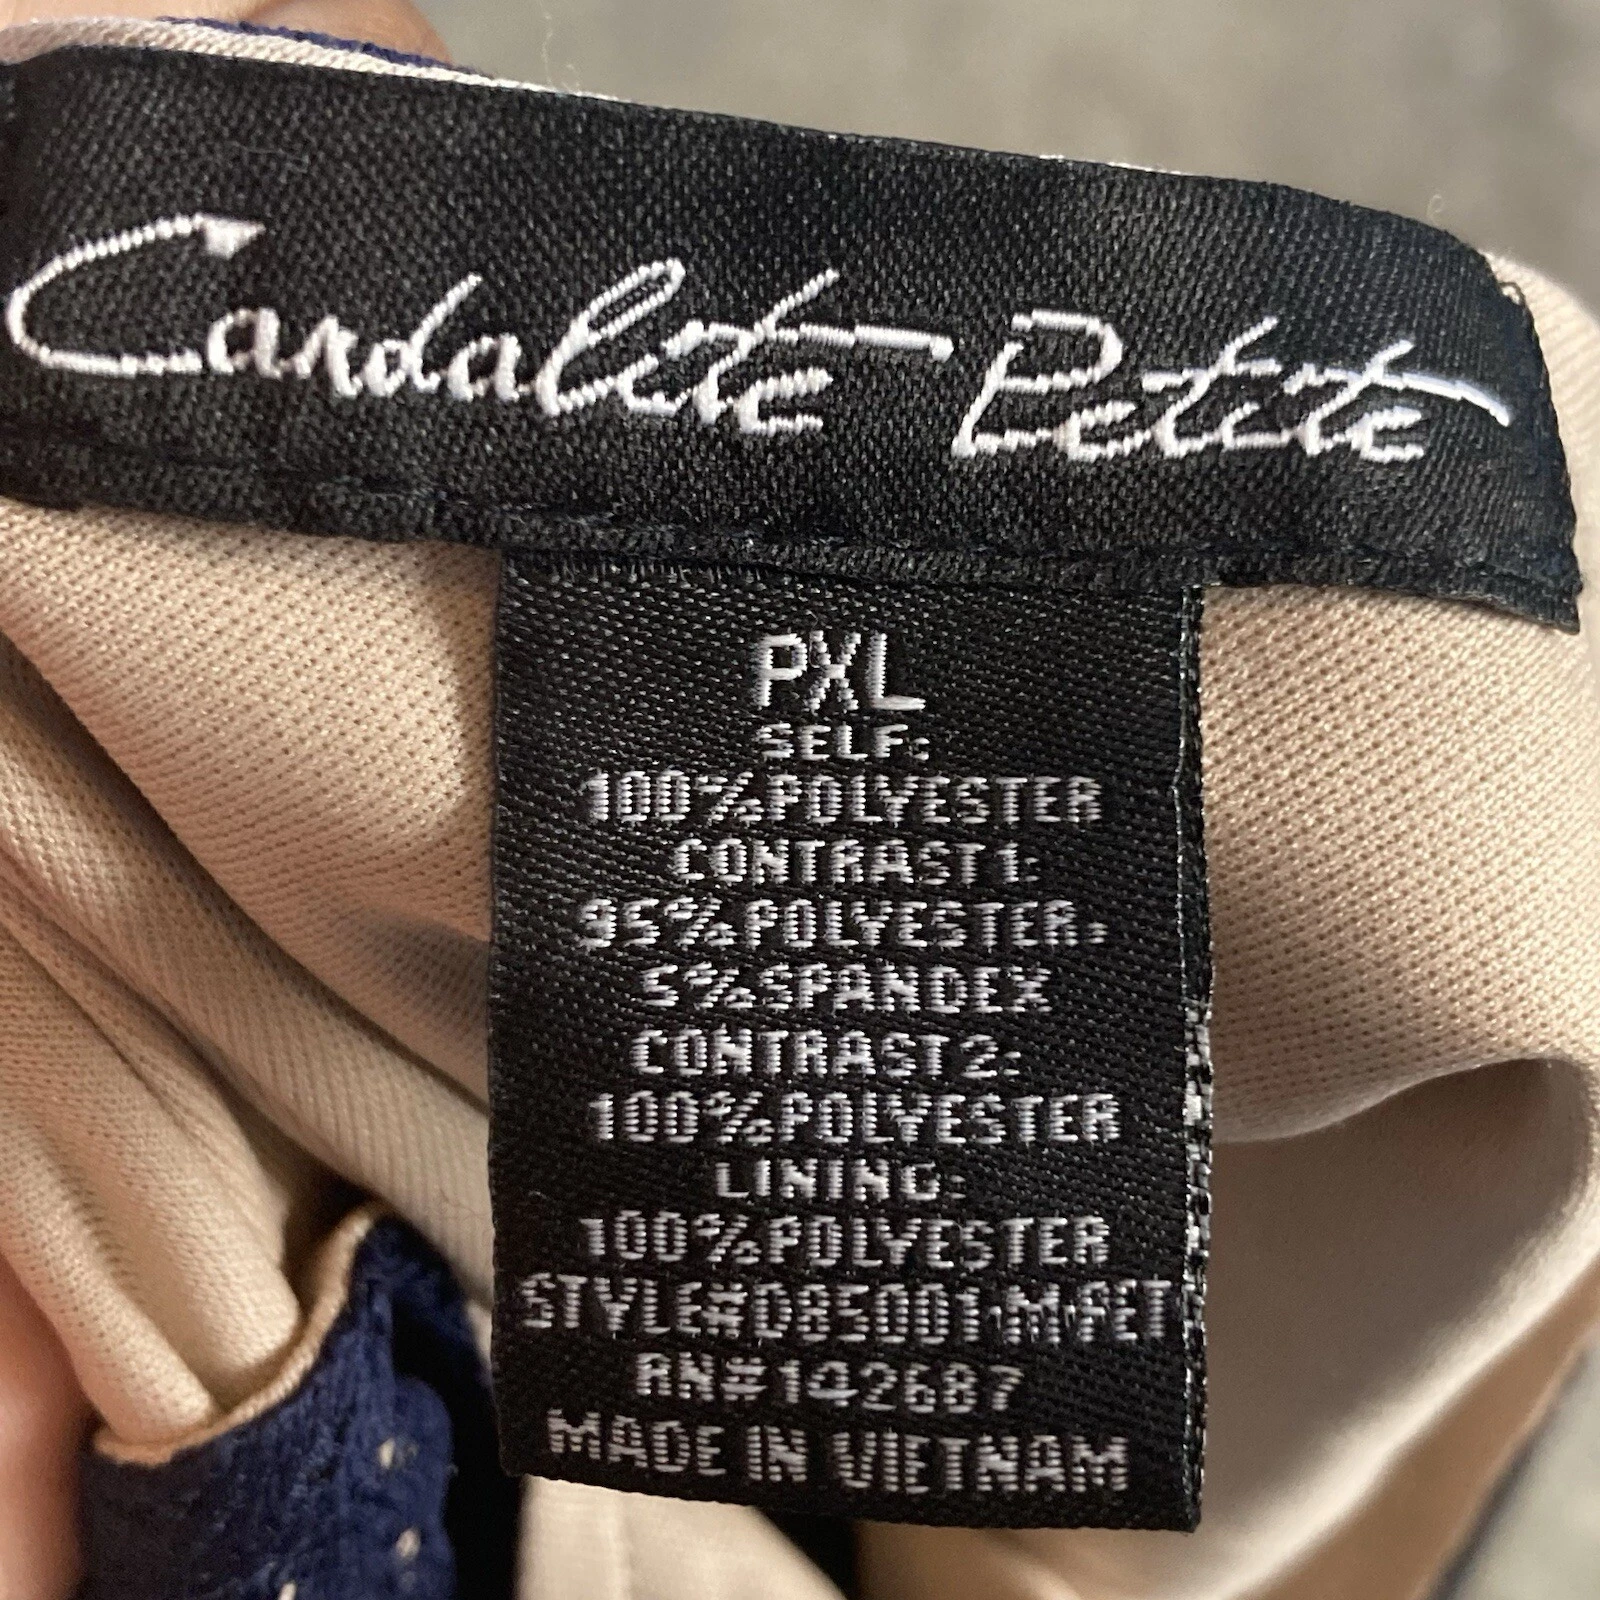 Cardalite Petite
PXL
SELF:
100%POLYESTER
CONTRAST1:
95%POLYESTER:
5%SPANDEX
CONTRAST2:
100%POLYESTER
LINING:
100%POLYESTER
STYLE#D85001-M-PET
RN#142687
MADE IN VIETNAM